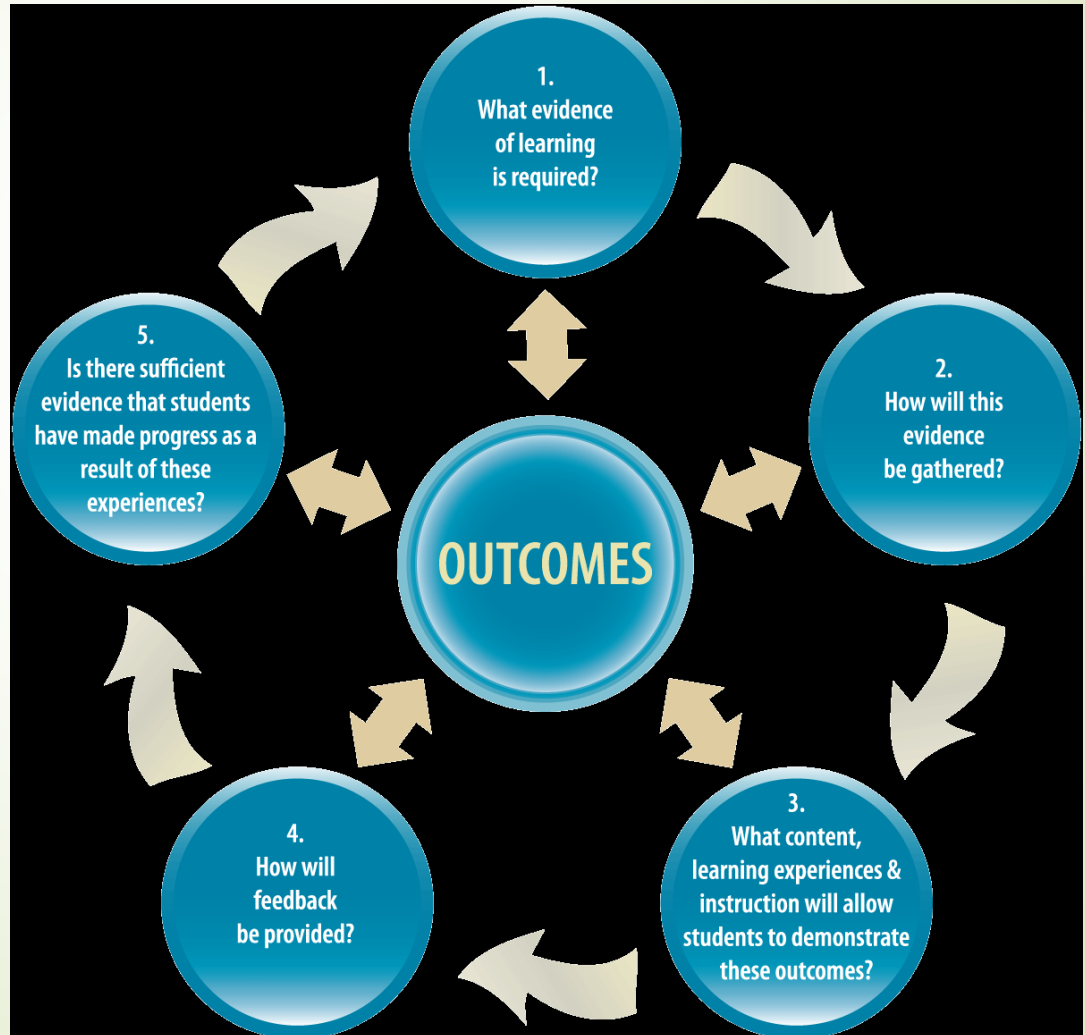 1.
What evidence
of learning
is required?
2.
How will this
evidence
be gathered?
3.
What content,
learning experiences &
instruction will allow
students to demonstrate
these outcomes?
4.
How will
feedback
be provided?
5.
Is there sufficient
evidence that students
have made progress as a
result of these
experiences?
OUTCOMES